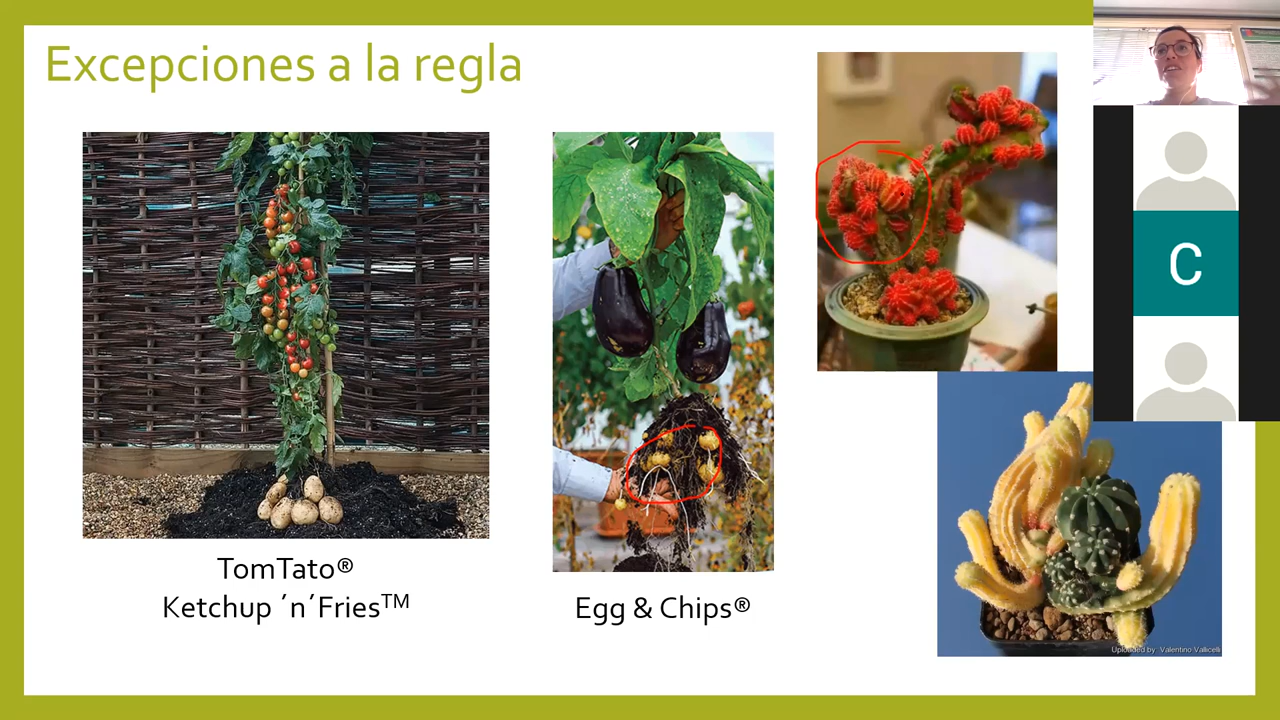 Excepciones a la regla
TomTato®
Ketchup ´n´Fries™
Egg & Chips®
C
Uploaded by: Valentino Vallicelli